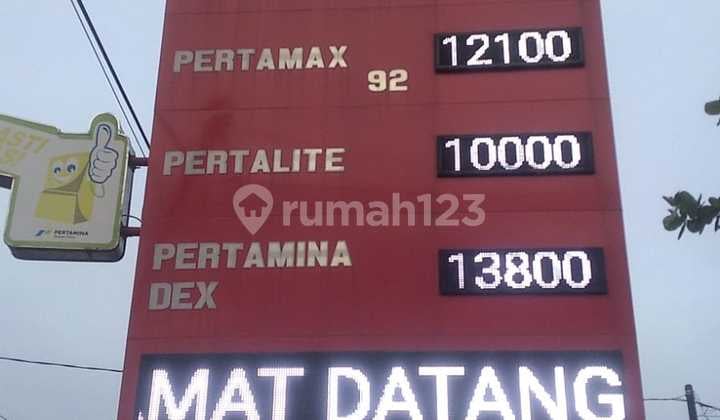 PERTAMAX 92 12100
PERTALITE 10000
PERTAMINA DEX 13800
MAT DATANG
PERTAMINA
rumah123